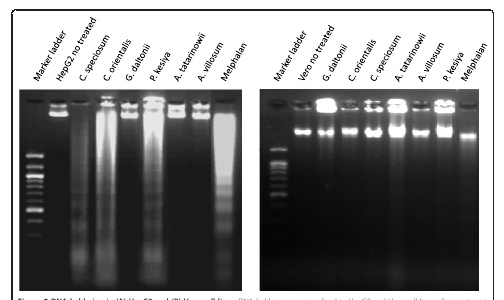 Marker ladder
HepG2 no treated
C. speciosum
C. orientalis
G. daltonii
P. kesiya
A. tatarinowii
A. villosum
Melphalan
Marker ladder
Vero no treated
G. daltonii
C. orientalis
C. speciosum
A. tatarinowii
A. villosum
P. kesiya
Melphalan